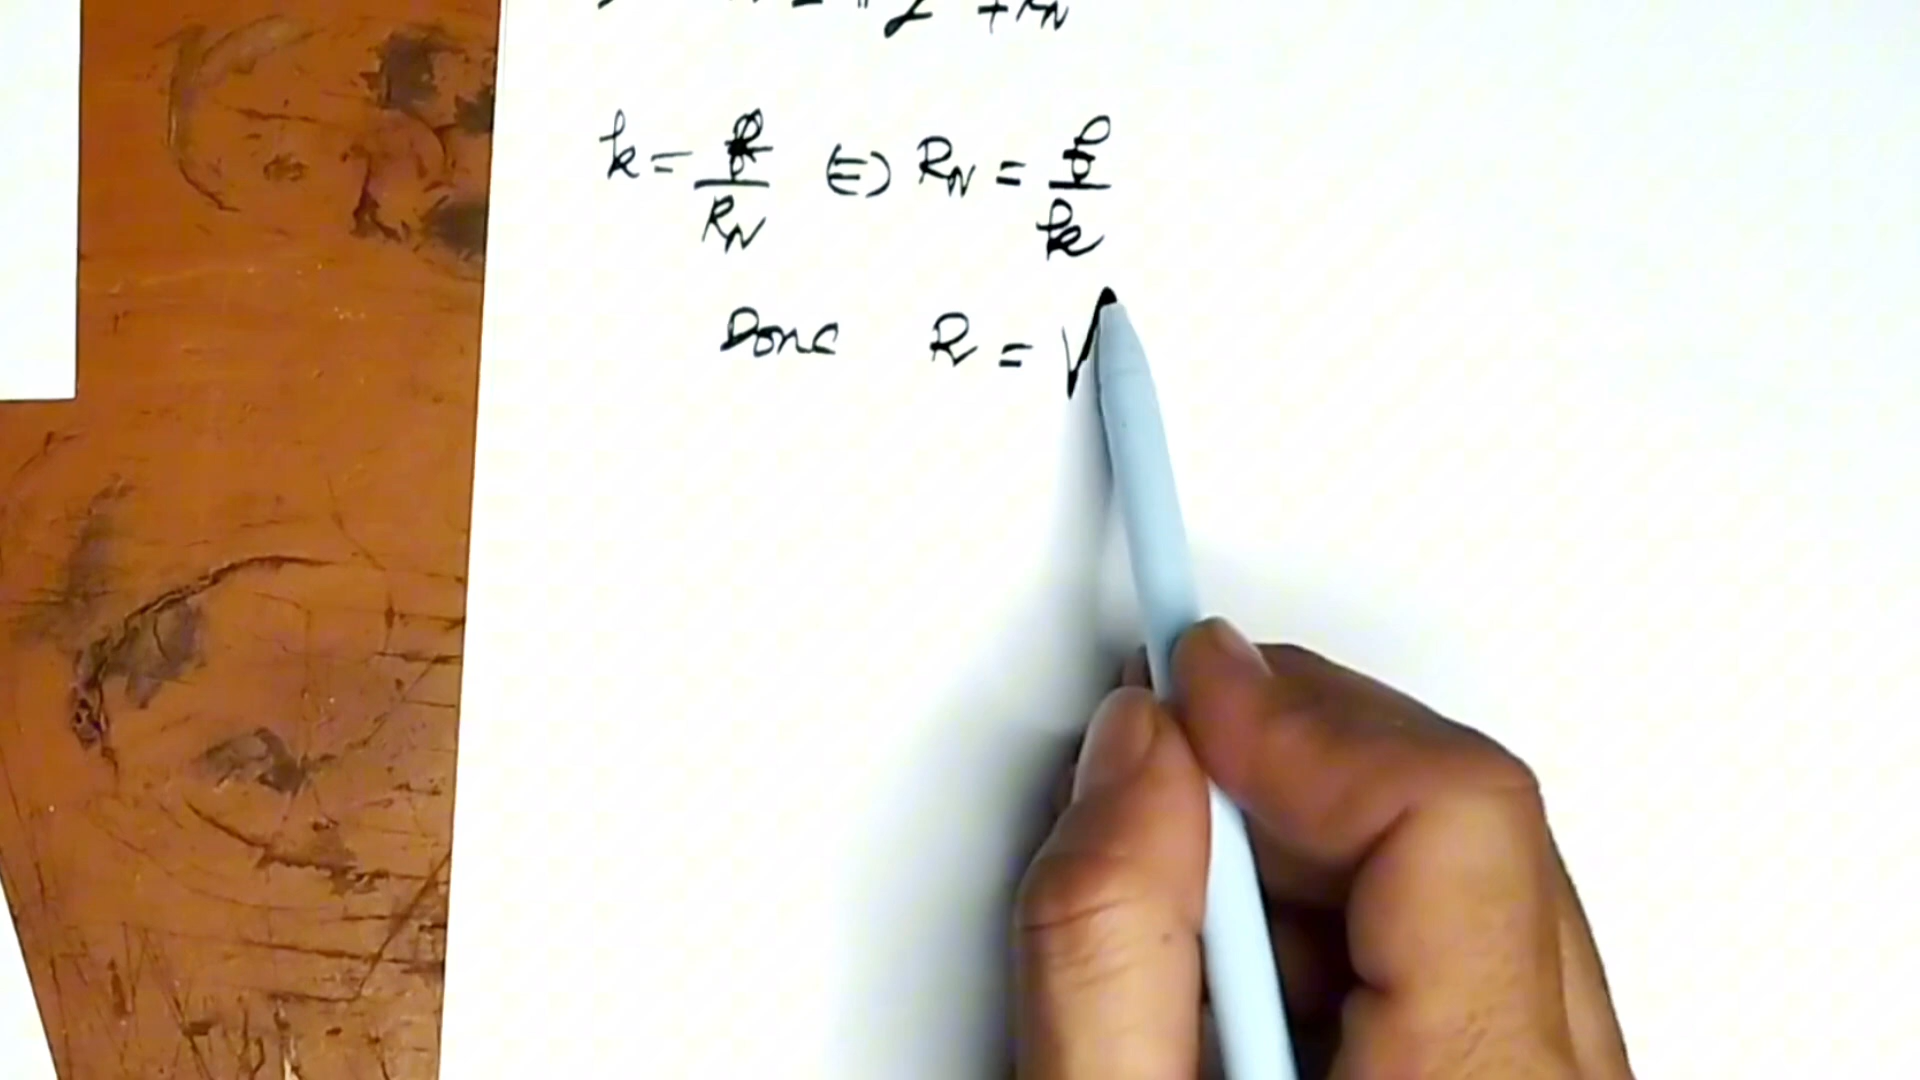 k = f/R_N ⇔ R_N = f/k
Donc R = √